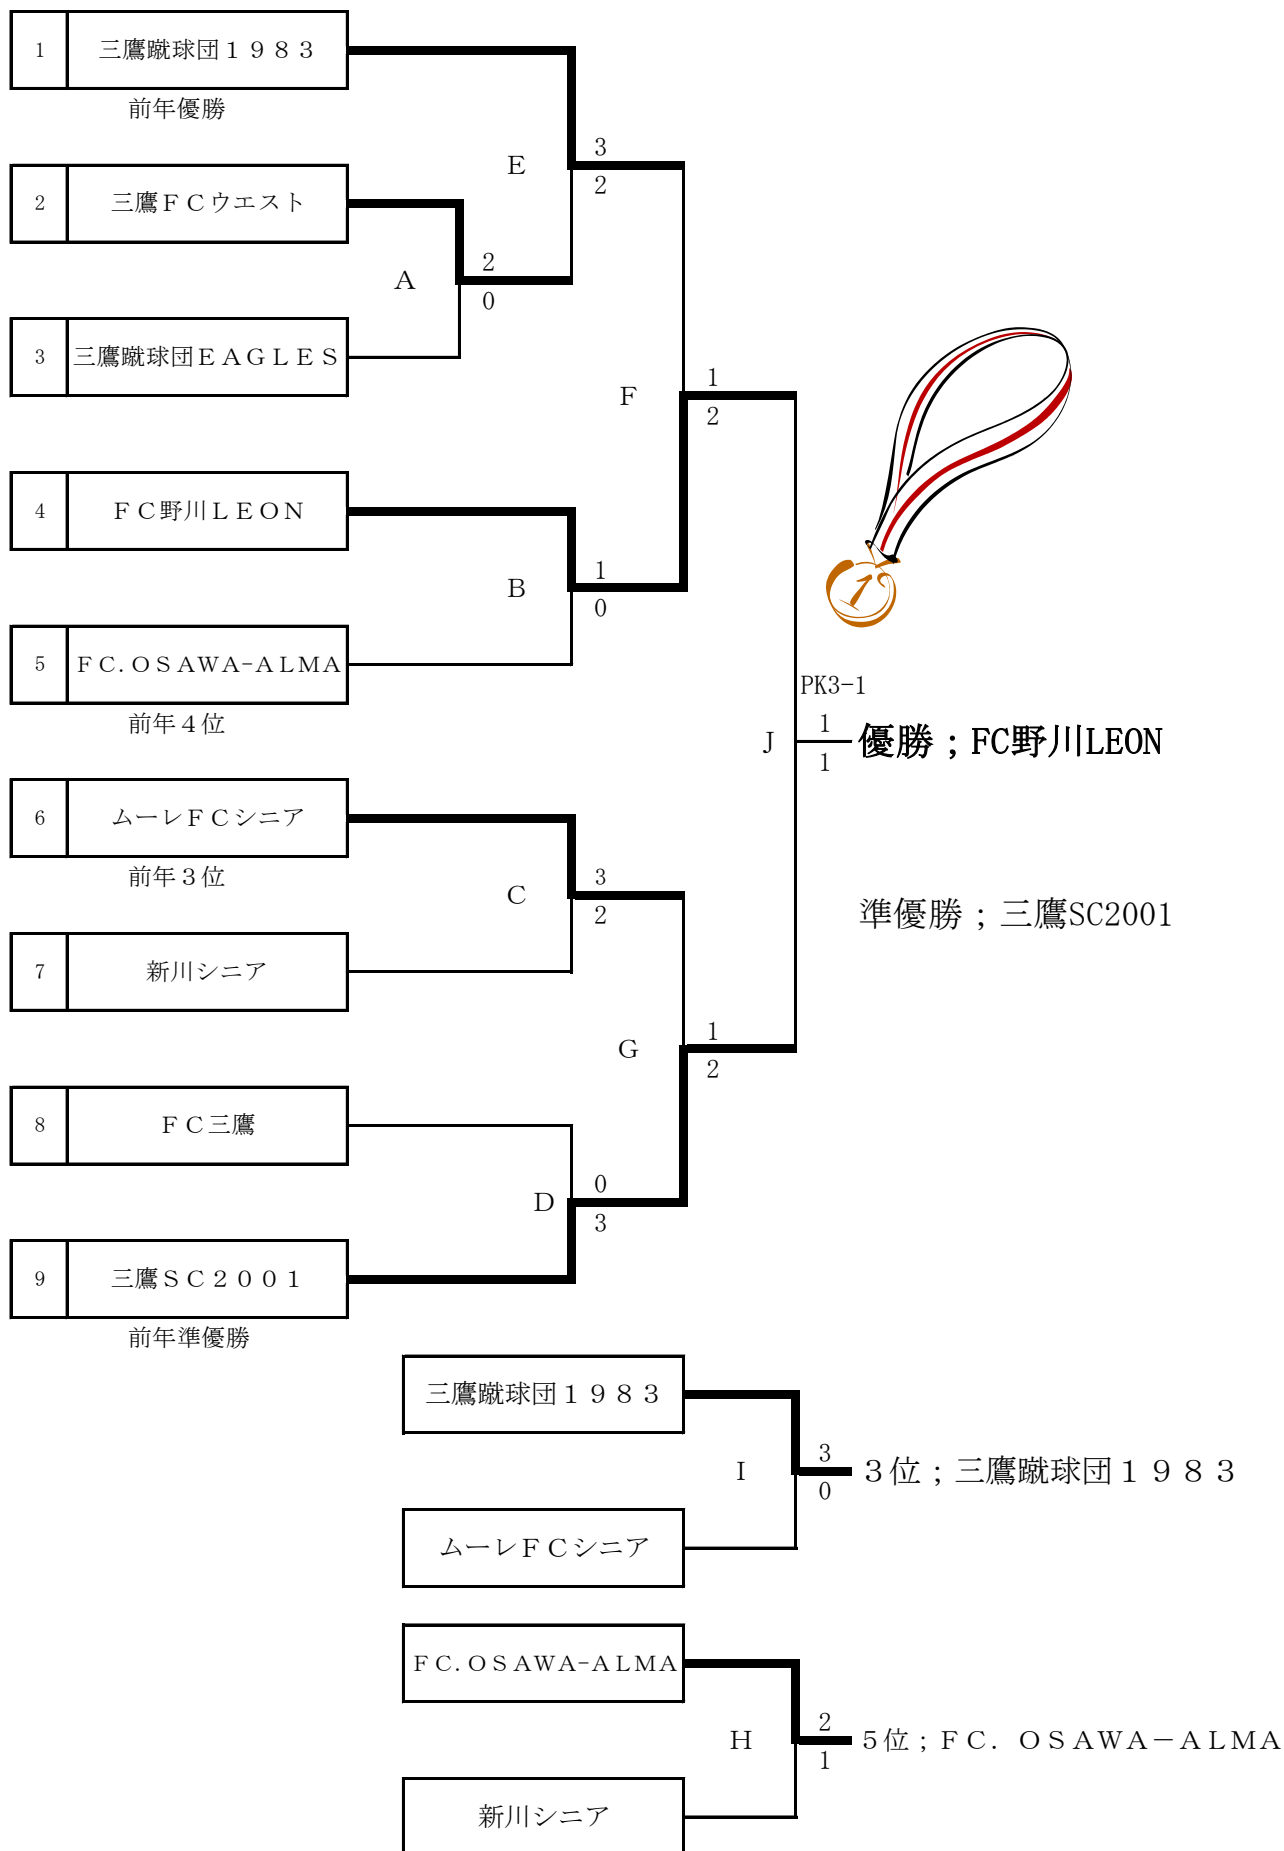 1 三鷹蹴球団１９８３
前年優勝
E
3
2
2 三鷹ＦＣウエスト
A
2
0
3 三鷹蹴球団ＥＡＧＬＥＳ
F
1
2
4 ＦＣ野川ＬＥＯＮ
B
1
0
5 ＦＣ.ＯＳＡＷＡ-ＡＬＭＡ
前年４位
PK3-1
J
1
1
優勝；FC野川LEON
6 ムーレＦＣシニア
前年３位
C
3
2
準優勝；三鷹SC2001
7 新川シニア
G
1
2
8 ＦＣ三鷹
D
0
3
9 三鷹ＳＣ２００１
前年準優勝
三鷹蹴球団１９８３
I
3
0
３位；三鷹蹴球団１９８３
ムーレＦＣシニア
ＦＣ.ＯＳＡＷＡ-ＡＬＭＡ
H
2
1
５位；ＦＣ．ＯＳＡＷＡ－ＡＬＭＡ
新川シニア
1